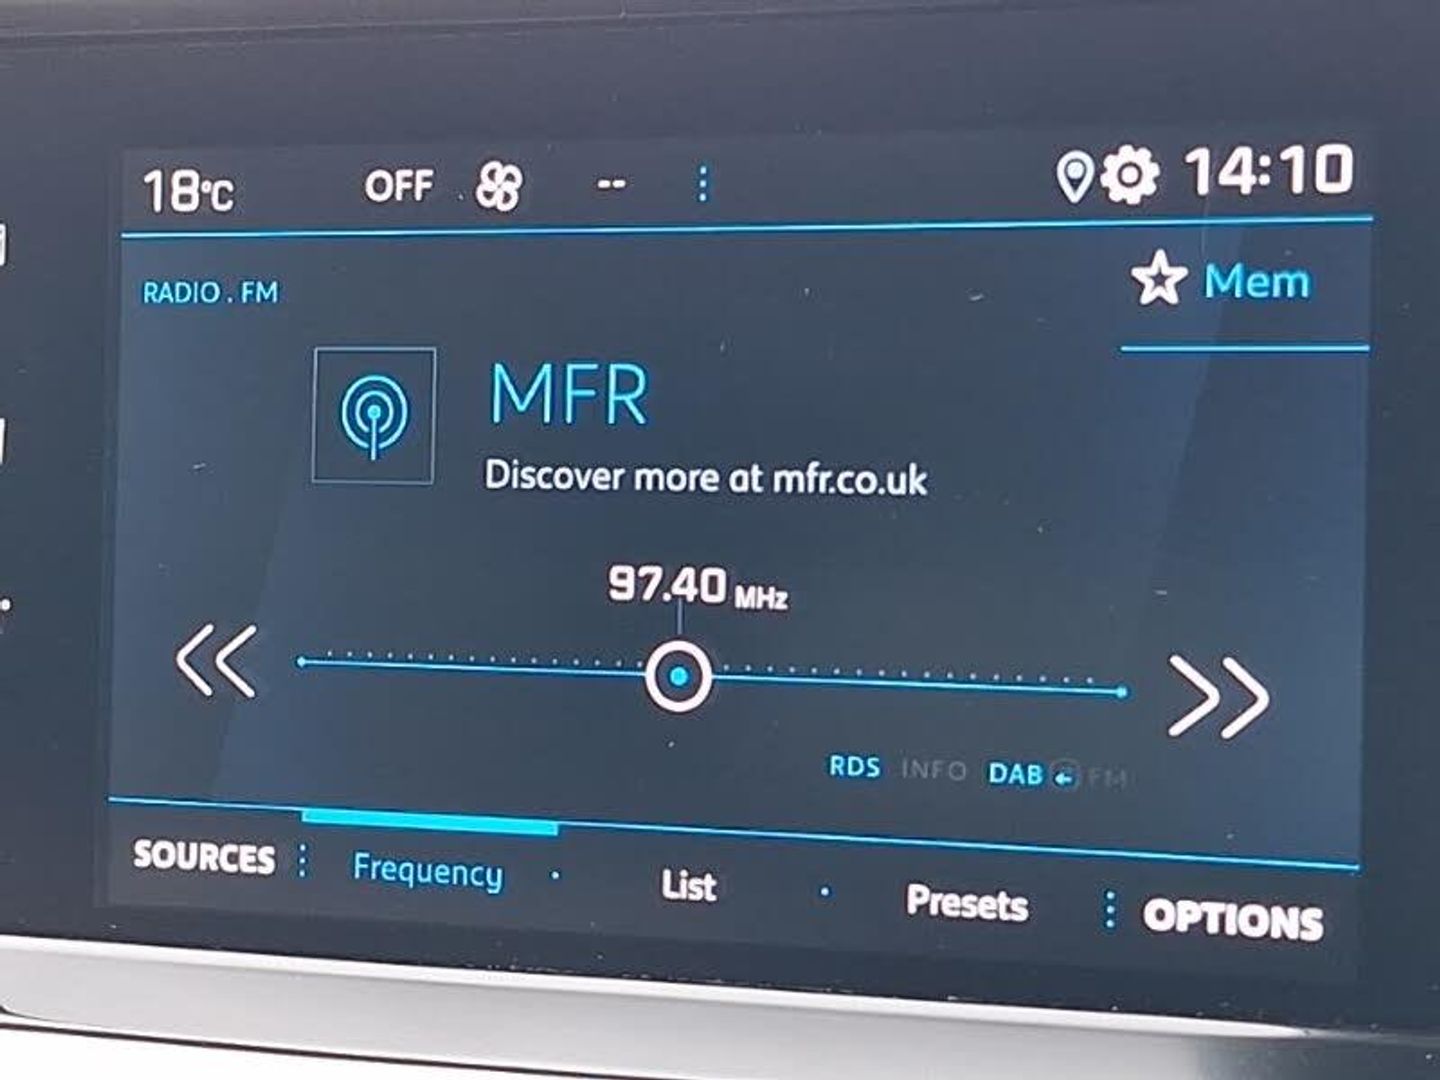 18°C OFF -- 14:10
RADIO . FM
Mem
MFR
Discover more at mfr.co.uk
97.40 MHz
RDS INFO DAB FM
SOURCES Frequency List Presets OPTIONS